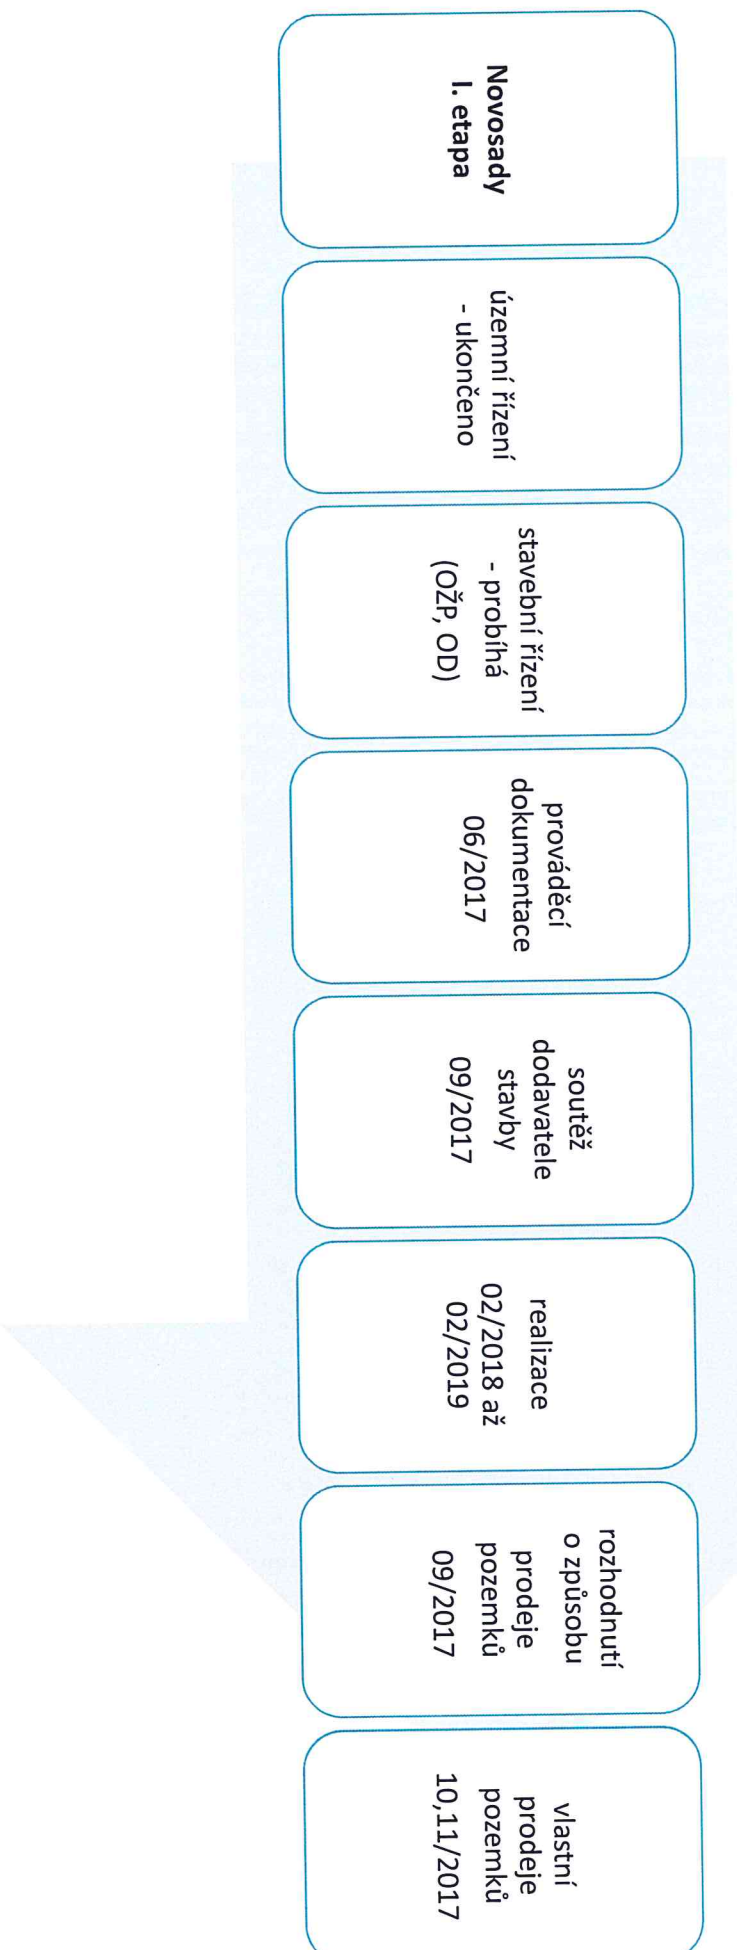 Novosady
I. etapa
územní řízení
- ukončeno
stavební řízení
- probíhá
(OŽP, OD)
prováděcí
dokumentace
06/2017
soutěž
dodavatele
stavby
09/2017
realizace
02/2018 až
02/2019
rozhodnutí
o způsobu
prodeje
pozemků
09/2017
vlastní
prodeje
pozemků
10,11/2017